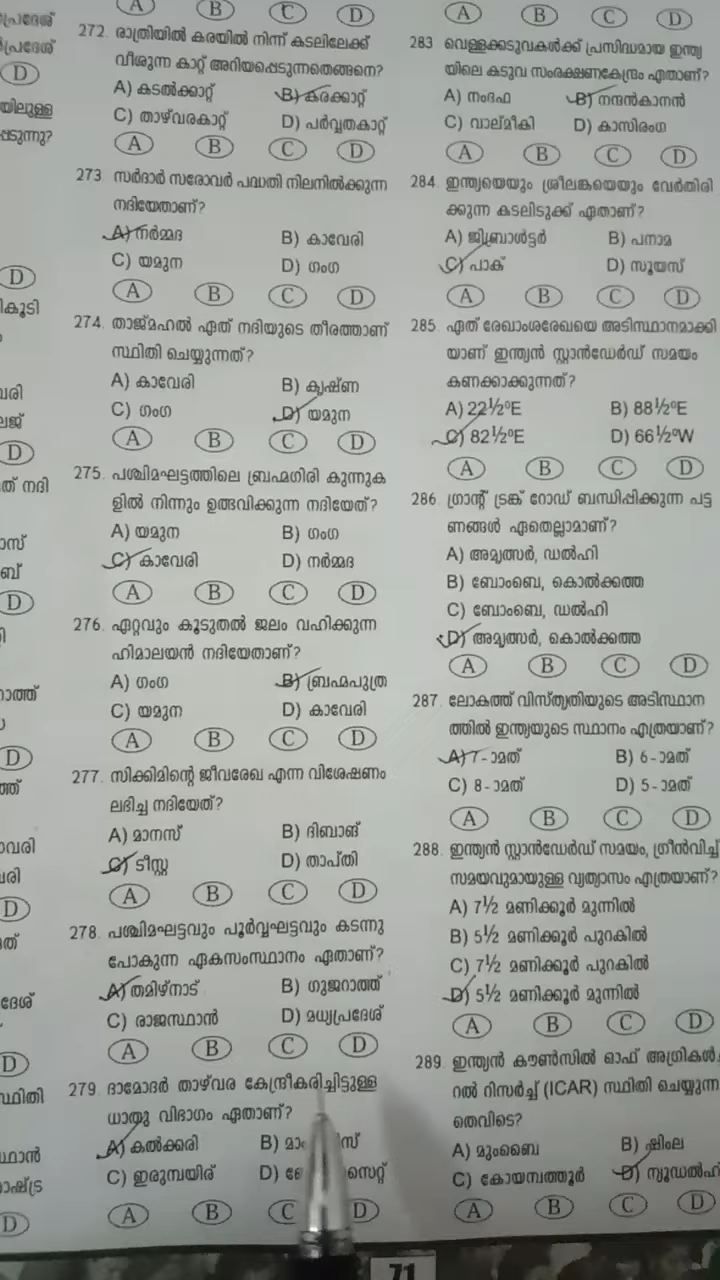 പ്രദേശ്
പ്രദേശ്
D
യിലുള്ള
പ്പെടുന്നു?
D
വരി
D
ത് നദി
D
D
വരി
D
D
സ്ഥിതി
D
A B C D
272. രാത്രിയിൽ കരയിൽ നിന്ന് കടലിലേക്ക്
വീശുന്ന കാറ്റ് അറിയപ്പെടുന്നതെങ്ങനെ?
A) കടൽക്കാറ്റ് B) കരക്കാറ്റ്
C) താഴ്‌വരകാറ്റ് D) പർവ്വതകാറ്റ്
A B C D
273. സർദാർ സരോവർ പദ്ധതി നിലനിൽക്കുന്ന
നദിയേതാണ്?
A) നർമ്മദ B) കാവേരി
C) യമുന D) ഗംഗ
A B C D
274. താജ്മഹൽ ഏത് നദിയുടെ തീരത്താണ്
സ്ഥിതി ചെയ്യുന്നത്?
A) കാവേരി B) കൃഷ്ണ
C) ഗംഗ D) യമുന
A B C D
275. പശ്ചിമഘട്ടത്തിലെ ബ്രഹ്മഗിരി കുന്നുക
ളിൽ നിന്നും ഉത്ഭവിക്കുന്ന നദിയേത്?
A) യമുന B) ഗംഗ
C) കാവേരി D) നർമ്മദ
A B C D
276. ഏറ്റവും കൂടുതൽ ജലം വഹിക്കുന്ന
ഹിമാലയൻ നദിയേതാണ്?
A) ഗംഗ B) ബ്രഹ്മപുത്ര
C) യമുന D) കാവേരി
A B C D
277. സിക്കിമിന്റെ ജീവരേഖ എന്ന വിശേഷണം
ലഭിച്ച നദിയേത്?
A) മാനസ് B) ദിബാങ്
C) ടീസ്റ്റ D) താപ്തി
A B C D
278. പശ്ചിമഘട്ടവും പൂർവ്വഘട്ടവും കടന്നു
പോകുന്ന ഏകസംസ്ഥാനം ഏതാണ്?
A) തമിഴ്നാട് B) ഗുജറാത്ത്
C) രാജസ്ഥാൻ D) മധ്യപ്രദേശ്
A B C D
279. ദാമോദർ താഴ്‌വര കേന്ദ്രീകരിച്ചിട്ടുള്ള
ധാതു വിഭാഗം ഏതാണ്?
A) കൽക്കരി B)
C) ഇരുമ്പയിര് D)
A B C D
A B C D
283 വെള്ളക്കടുവകൾക്ക് പ്രസിദ്ധമായ ഇന്ത്യ
യിലെ കടുവ സംരക്ഷണകേന്ദ്രം ഏതാണ്?
A) നംദഫ B) നന്ദൻകാനൻ
C) വാല്മീകി D) കാസിരംഗ
A B C D
284. ഇന്ത്യയെയും ശ്രീലങ്കയെയും വേർതിരി
ക്കുന്ന കടലിടുക്ക് ഏതാണ്?
A) ജിബ്രാൾട്ടർ B) പനാമ
C) പാക് D) സൂയസ്
A B C D
285. ഏത് രേഖാംശരേഖയെ അടിസ്ഥാനമാക്കി
യാണ് ഇന്ത്യൻ സ്റ്റാൻഡേർഡ് സമയം
കണക്കാക്കുന്നത്?
A) 22½°E B) 88½°E
C) 82½°E D) 66½°W
A B C D
286 ഗ്രാന്റ് ട്രങ്ക് റോഡ് ബന്ധിപ്പിക്കുന്ന പട്ട
ണങ്ങൾ ഏതെല്ലാമാണ്?
A) അമൃത്സർ, ഡൽഹി
B) ബോംബെ, കൊൽക്കത്ത
C) ബോംബെ, ഡൽഹി
D) അമൃത്സർ, കൊൽക്കത്ത
A B C D
287. ലോകത്ത് വിസ്തൃതിയുടെ അടിസ്ഥാന
ത്തിൽ ഇന്ത്യയുടെ സ്ഥാനം എത്രയാണ്?
A) 7-ാമത് B) 6-ാമത്
C) 8-ാമത് D) 5-ാമത്
A B C D
288. ഇന്ത്യൻ സ്റ്റാൻഡേർഡ് സമയം, ഗ്രീൻവിച്ച്
സമയവുമായുള്ള വ്യത്യാസം എത്രയാണ്?
A) 7½ മണിക്കൂർ മുന്നിൽ
B) 5½ മണിക്കൂർ പുറകിൽ
C) 7½ മണിക്കൂർ പുറകിൽ
D) 5½ മണിക്കൂർ മുന്നിൽ
A B C D
289. ഇന്ത്യൻ കൗൺസിൽ ഓഫ് അഗ്രികൾ
റൽ റിസർച്ച് (ICAR) സ്ഥിതി ചെയ്യുന്ന
തെവിടെ?
A) മുംബൈ B) ഷിംല
C) കോയമ്പത്തൂർ D) ന്യൂഡൽഹി
A B C D
71